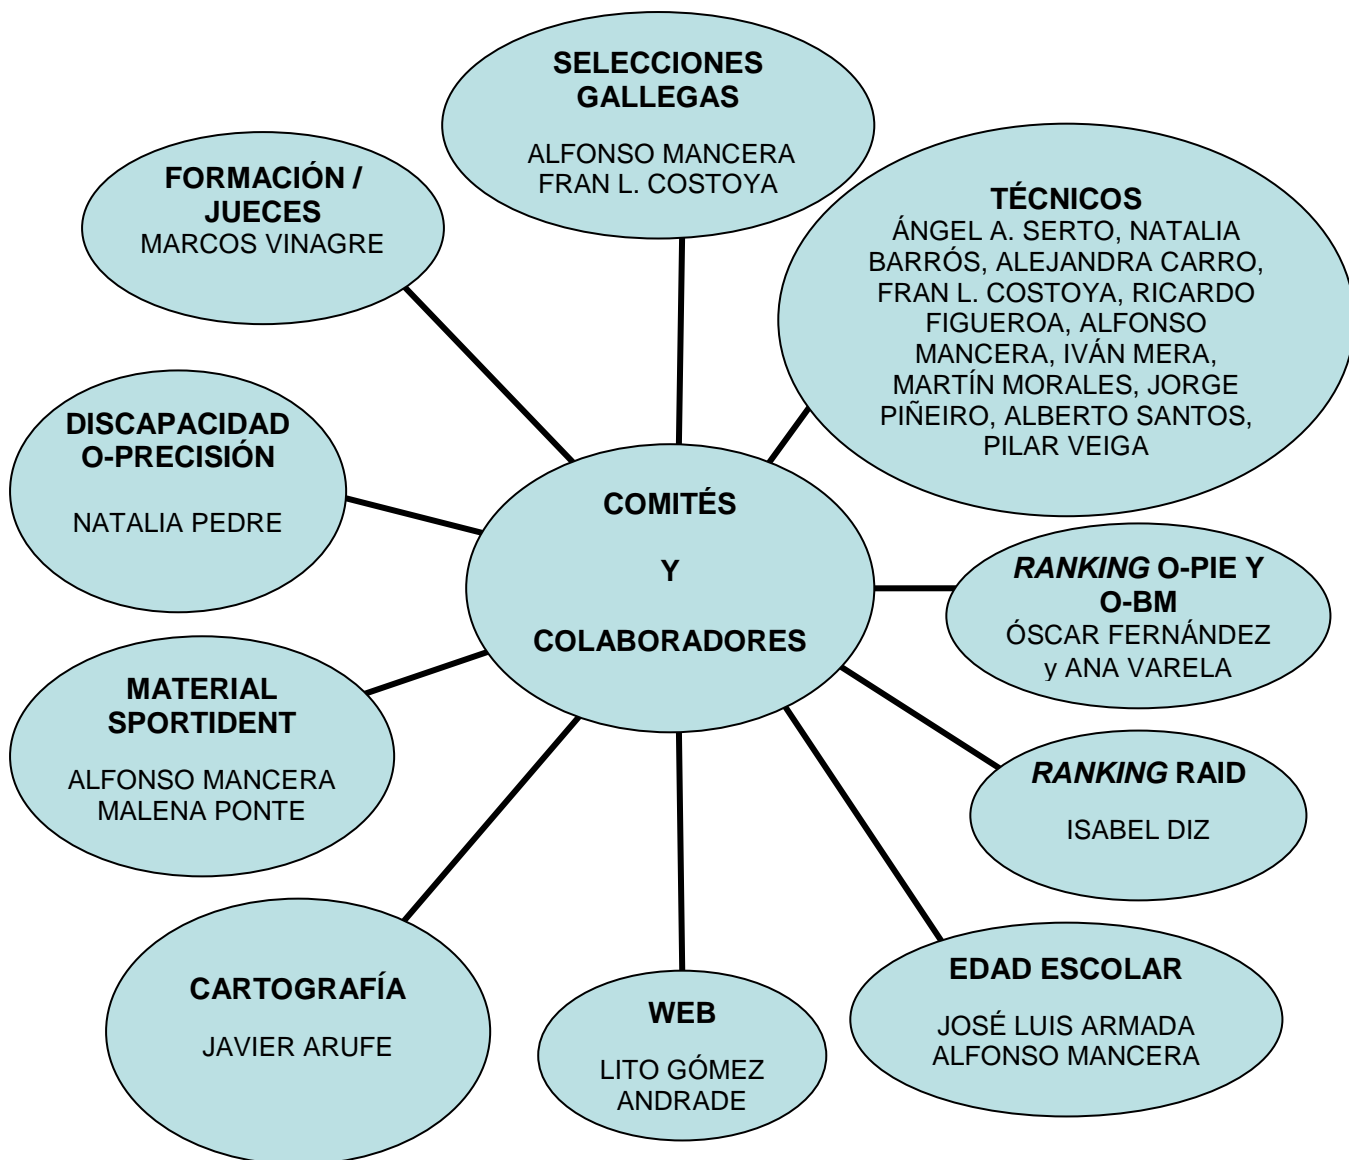 SELECCIONES
GALLEGAS
ALFONSO MANCERA
FRAN L. COSTOYA
FORMACIÓN /
JUECES
MARCOS VINAGRE
TÉCNICOS
ÁNGEL A. SERTO, NATALIA
BARRÓS, ALEJANDRA CARRO,
FRAN L. COSTOYA, RICARDO
FIGUEROA, ALFONSO
MANCERA, IVÁN MERA,
MARTÍN MORALES, JORGE
PIÑEIRO, ALBERTO SANTOS,
PILAR VEIGA
DISCAPACIDAD
O-PRECISIÓN
NATALIA PEDRE
COMITÉS
Y
COLABORADORES
RANKING O-PIE Y
O-BM
ÓSCAR FERNÁNDEZ
y ANA VARELA
MATERIAL
SPORTIDENT
ALFONSO MANCERA
MALENA PONTE
RANKING RAID
ISABEL DIZ
CARTOGRAFÍA
JAVIER ARUFE
WEB
LITO GÓMEZ
ANDRADE
EDAD ESCOLAR
JOSÉ LUIS ARMADA
ALFONSO MANCERA